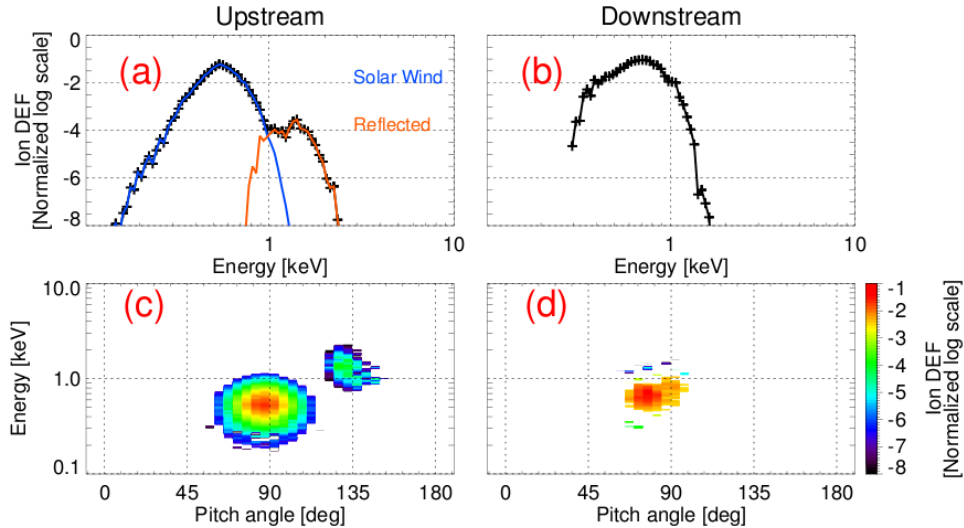 Upstream
Downstream
Ion DEF
[Normalized log scale]
0
-2
-4
-6
-8
(a)
Solar Wind
Reflected
1
10
Energy [keV]
(b)
1
10
Energy [keV]
Energy [keV]
10.0
1.0
0.1
(c)
0
45
90
135
180
Pitch angle [deg]
(d)
0
45
90
135
180
Pitch angle [deg]
-1
-2
-3
-4
-5
-6
-7
-8
Ion DEF
[Normalized log scale]